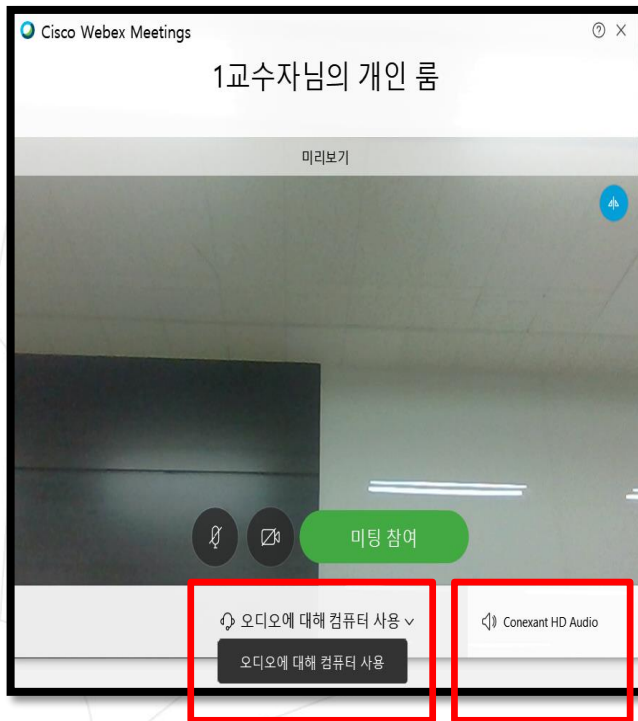 Cisco Webex Meetings
1교수자님의 개인 룸
미리보기
미팅 참여
오디오에 대해 컴퓨터 사용
Conexant HD Audio
오디오에 대해 컴퓨터 사용